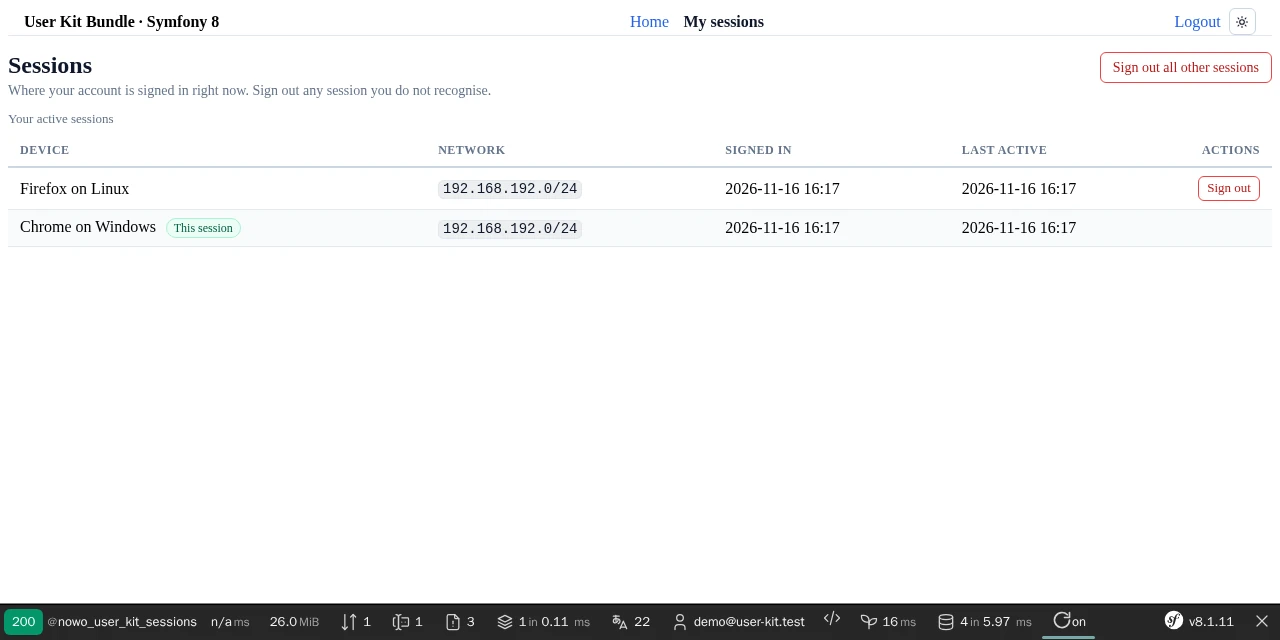 User Kit Bundle · Symfony 8 Home My sessions Logout
Sessions
Sign out all other sessions
Where your account is signed in right now. Sign out any session you do not recognise.
Your active sessions
DEVICE NETWORK SIGNED IN LAST ACTIVE ACTIONS
Firefox on Linux 192.168.192.0/24 2026-11-16 16:17 2026-11-16 16:17 Sign out
Chrome on Windows This session 192.168.192.0/24 2026-11-16 16:17 2026-11-16 16:17
200 @nowo_user_kit_sessions n/a ms 26.0 MiB 1 1 3 1 in 0.11 ms 22 demo@user-kit.test 16 ms 4 in 5.97 ms on sf v8.1.11